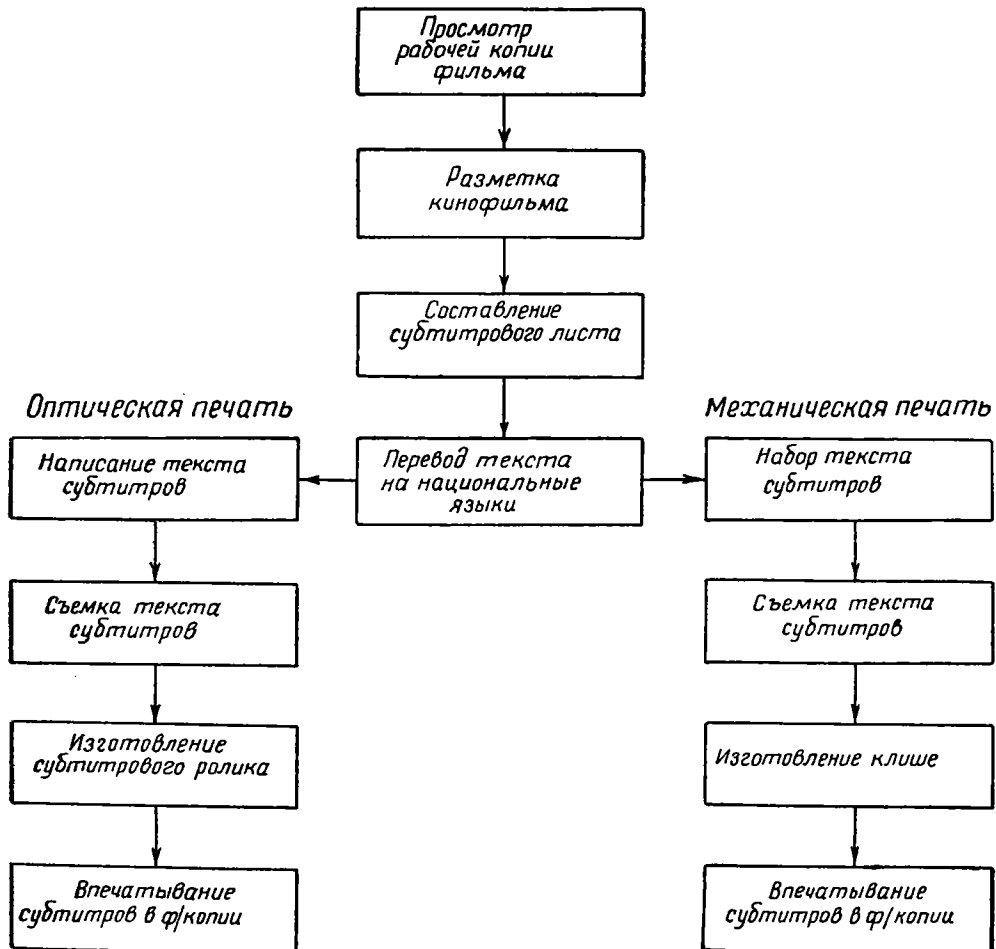 Просмотр
рабочей копии
фильма
Разметка
кинофильма
Составление
субтитрового листа
Перевод текста
на национальные
языки
Оптическая печать
Написание текста
субтитров
Съемка текста
субтитров
Изготовление
субтитрового ролика
Впечатывание
субтитров в ф/копии
Механическая печать
Набор текста
субтитров
Съемка текста
субтитров
Изготовление клише
Впечатывание
субтитров в ф/копии